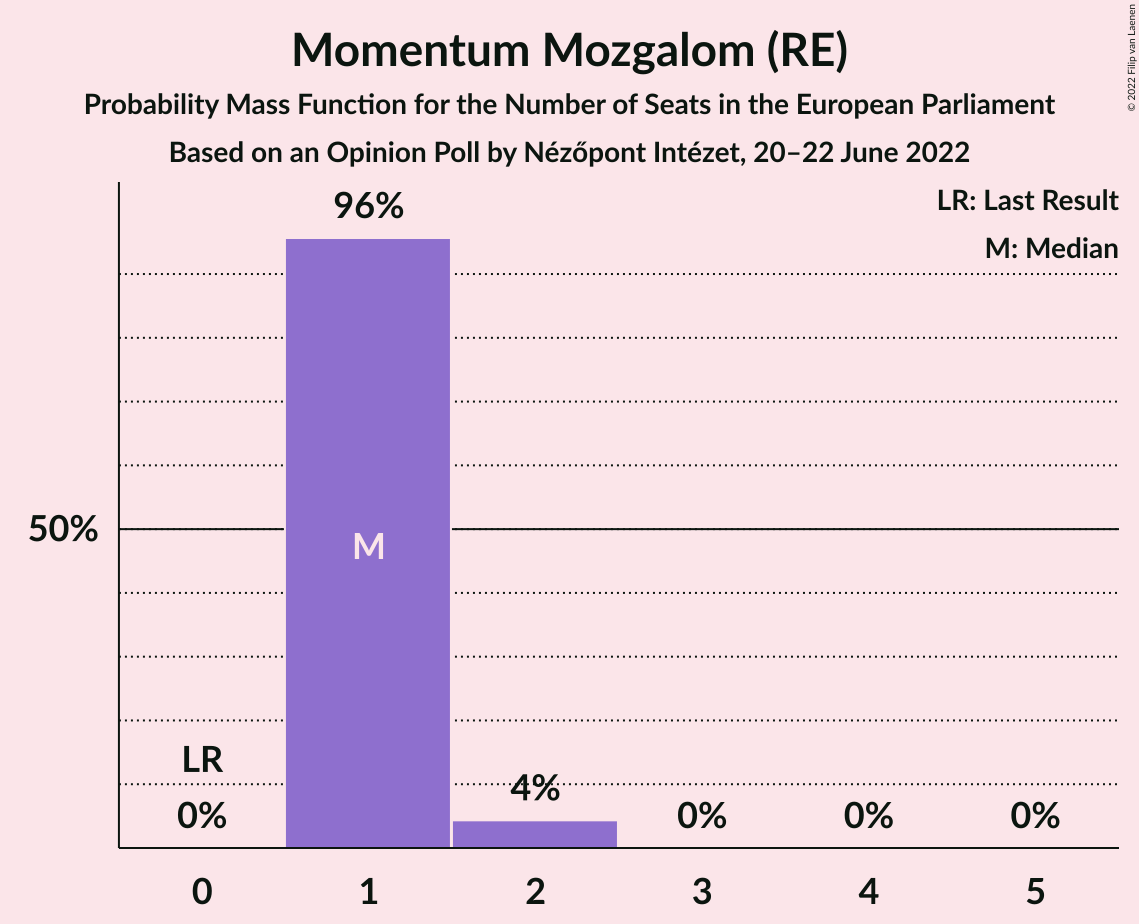 Momentum Mozgalom (RE)
Probability Mass Function for the Number of Seats in the European Parliament
Based on an Opinion Poll by Nézőpont Intézet, 20–22 June 2022
© 2022 Filip van Laenen
LR: Last Result
M: Median
96%
50%
M
LR
0%
4%
0%
0%
0%
0
1
2
3
4
5